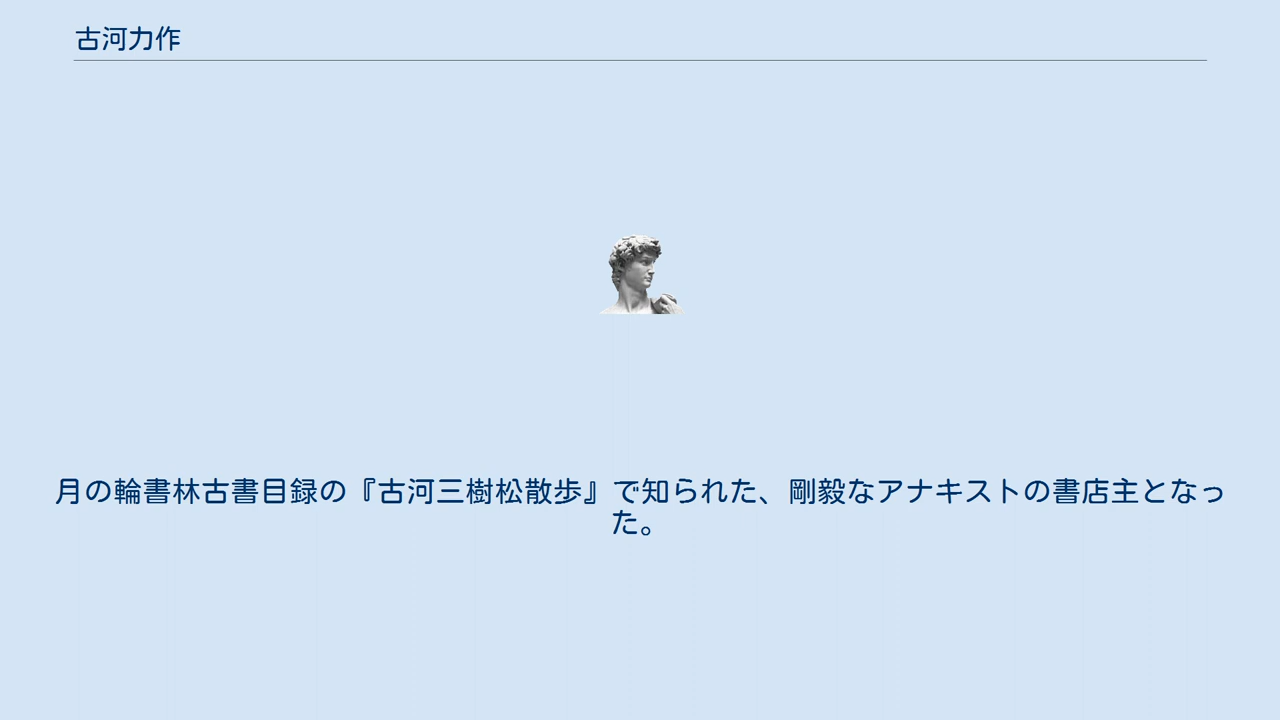 古河力作
月の輪書林古書目録の『古河三樹松散歩』で知られた、剛毅なアナキストの書店主となっ
た。